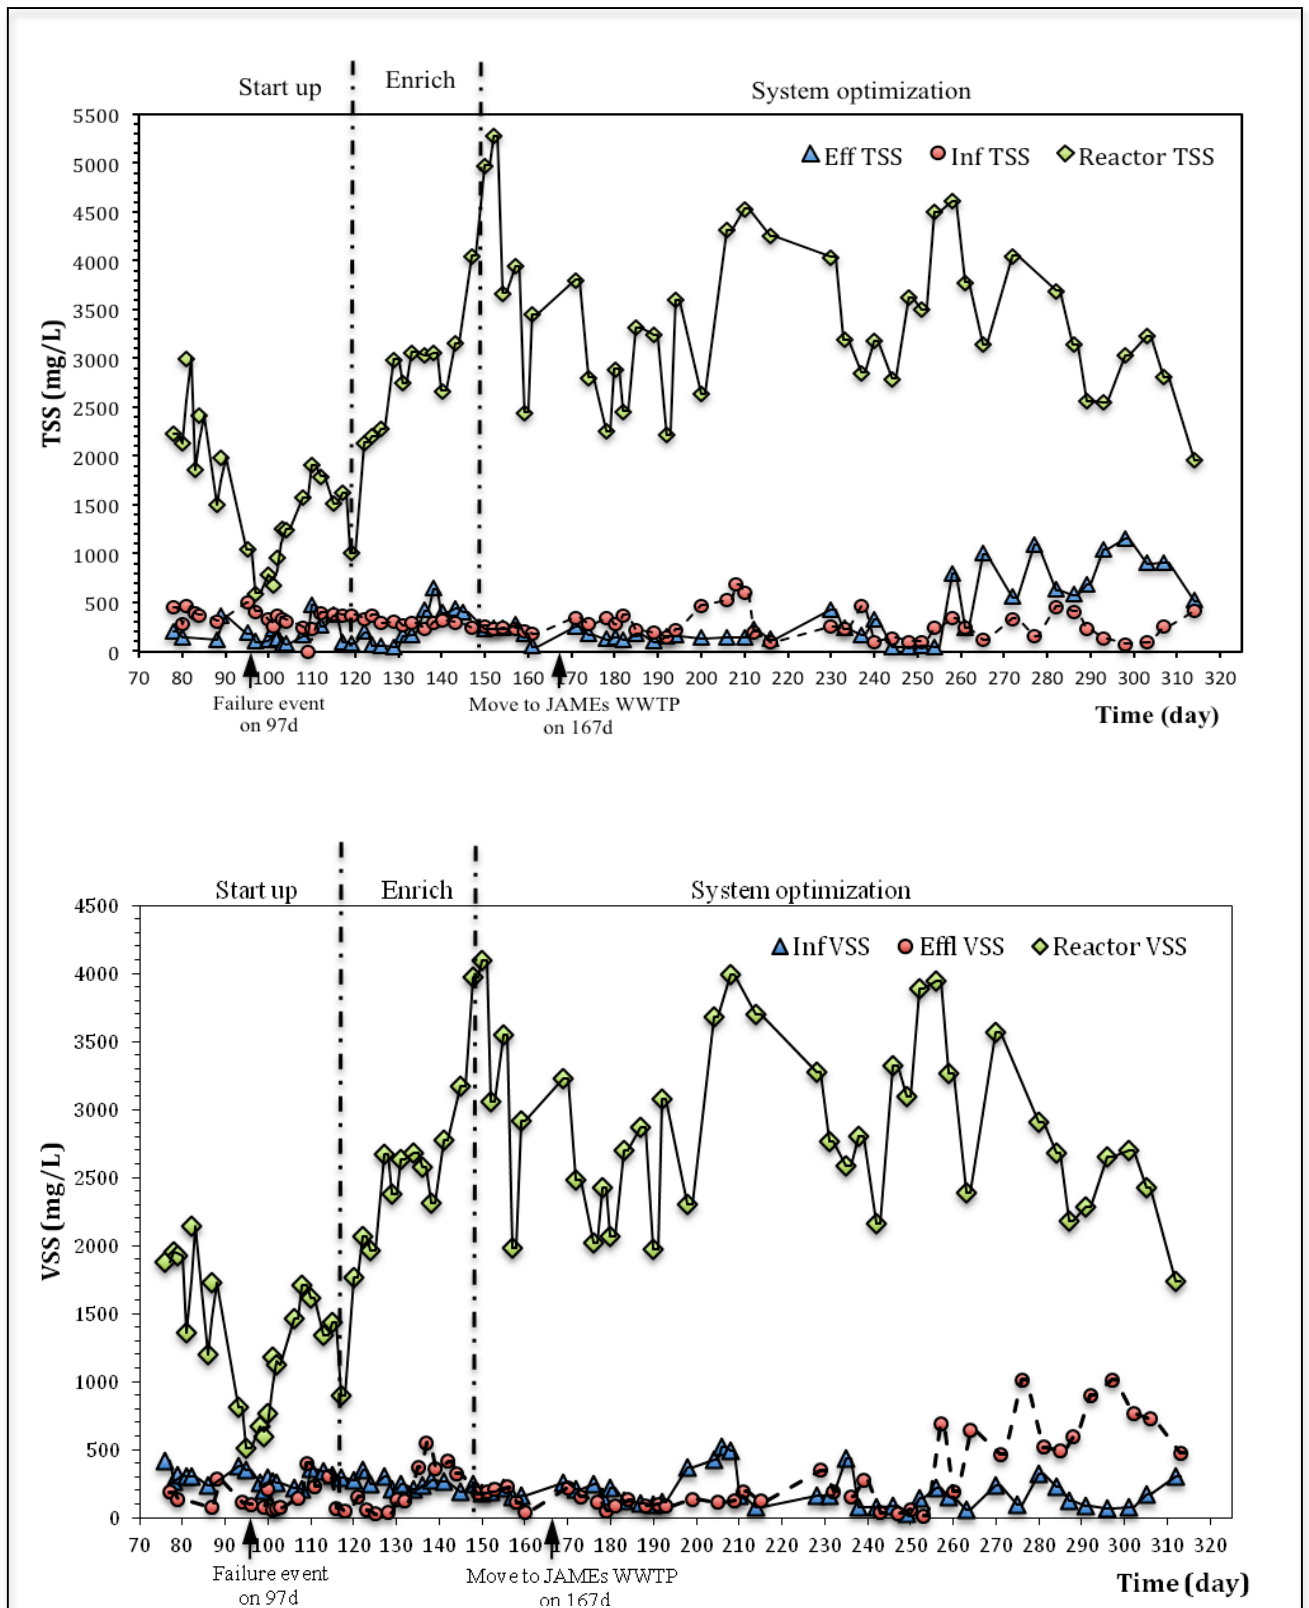 Start up
Enrich
System optimization
5500
5000
4500
4000
3500
3000
2500
2000
1500
1000
500
0
TSS (mg/L)
Eff TSS
Inf TSS
Reactor TSS
70 80 90 100 110 120 130 140 150 160 170 180 190 200 210 220 230 240 250 260 270 280 290 300 310 320
Failure event
on 97d
Move to JAMEs WWTP
on 167d
Time (day)
Start up
Enrich
System optimization
4500
4000
3500
3000
2500
2000
1500
1000
500
0
VSS (mg/L)
Inf VSS
Effl VSS
Reactor VSS
70 80 90 100 110 120 130 140 150 160 170 180 190 200 210 220 230 240 250 260 270 280 290 300 310 320
Failure event
on 97d
Move to JAMEs WWTP
on 167d
Time (day)